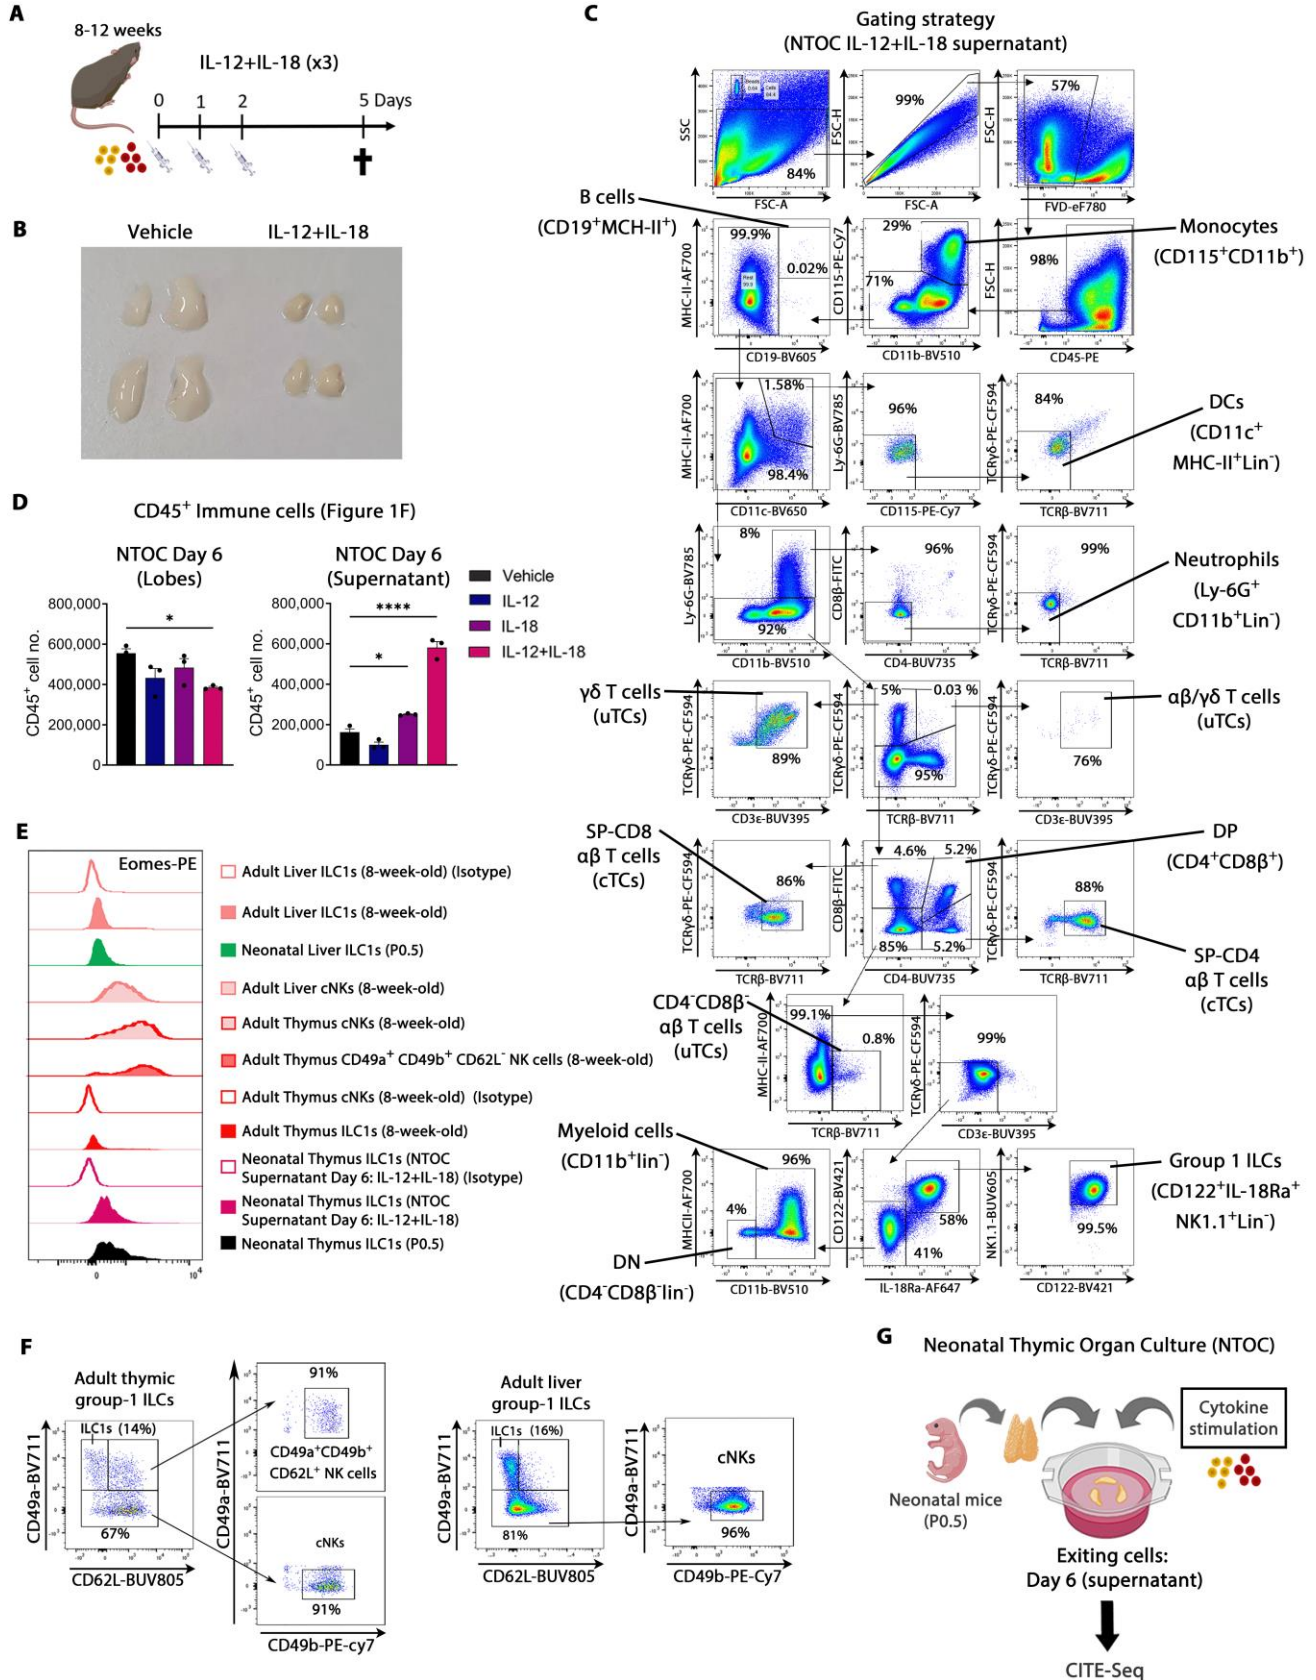 A
8-12 weeks
IL-12+IL-18 (x3)
0 1 2 5 Days
B
Vehicle IL-12+IL-18
C
Gating strategy
(NTOC IL-12+IL-18 supernatant)
SSC
84%
FSC-A
FSC-H
99%
FSC-A
FSC-H
57%
FVD-eF780
B cells
(CD19⁺MCH-II⁺)
MHC-II-AF700
99.9%
0.02%
CD19-BV605
CD115-PE-Cy7
29%
71%
CD11b-BV510
Monocytes
(CD115⁺CD11b⁺)
FSC-H
98%
CD45-PE
MHC-II-AF700
1.58%
98.4%
CD11c-BV650
Ly-6G-BV785
96%
CD115-PE-Cy7
TCRγδ-PE-CF594
84%
TCRβ-BV711
DCs
(CD11c⁺
MHC-II⁺Lin⁻)
Ly-6G-BV785
8%
92%
CD11b-BV510
CD8β-FITC
96%
CD4-BUV735
TCRγδ-PE-CF594
99%
TCRβ-BV711
Neutrophils
(Ly-6G⁺
CD11b⁺Lin⁻)
γδ T cells
(uTCs)
TCRγδ-PE-CF594
89%
CD3ε-BUV395
TCRγδ-PE-CF594
5%
0.03 %
95%
TCRβ-BV711
TCRγδ-PE-CF594
76%
CD3ε-BUV395
αβ/γδ T cells
(uTCs)
SP-CD8
αβ T cells
(cTCs)
TCRγδ-PE-CF594
86%
TCRβ-BV711
CD8β-FITC
4.6%
5.2%
85%
5.2%
CD4-BUV735
DP
(CD4⁺CD8β⁺)
TCRγδ-PE-CF594
88%
TCRβ-BV711
SP-CD4
αβ T cells
(cTCs)
CD4⁻CD8β⁻
αβ T cells
(uTCs)
MHC-II-AF700
99.1%
0.8%
TCRβ-BV711
TCRγδ-PE-CF594
99%
CD3ε-BUV395
Myeloid cells
(CD11b⁺lin⁻)
MHCII-AF700
96%
4%
CD11b-BV510
DN
(CD4⁻CD8β⁻lin⁻)
CD122-BV421
58%
41%
IL-18Ra-AF647
NK1.1-BUV605
99.5%
CD122-BV421
Group 1 ILCs
(CD122⁺IL-18Ra⁺
NK1.1⁺Lin⁻)
D
CD45⁺ Immune cells (Figure 1F)
NTOC Day 6
(Lobes)
CD45⁺ cell no.
800,000
600,000
400,000
200,000
0
*
NTOC Day 6
(Supernatant)
CD45⁺ cell no.
800,000
600,000
400,000
200,000
0
****
*
Vehicle
IL-12
IL-18
IL-12+IL-18
E
Eomes-PE
Adult Liver ILC1s (8-week-old) (Isotype)
Adult Liver ILC1s (8-week-old)
Neonatal Liver ILC1s (P0.5)
Adult Liver cNKs (8-week-old)
Adult Thymus cNKs (8-week-old)
Adult Thymus CD49a⁺ CD49b⁺ CD62L⁻ NK cells (8-week-old)
Adult Thymus cNKs (8-week-old) (Isotype)
Adult Thymus ILC1s (8-week-old)
Neonatal Thymus ILC1s (NTOC
Supernatant Day 6: IL-12+IL-18) (Isotype)
Neonatal Thymus ILC1s (NTOC
Supernatant Day 6: IL-12+IL-18)
Neonatal Thymus ILC1s (P0.5)
0 10⁴
F
Adult thymic
group-1 ILCs
ILC1s (14%)
CD49a-BV711
67%
CD62L-BUV805
CD49a-BV711
91%
CD49a⁺CD49b⁺
CD62L⁺ NK cells
cNKs
91%
CD49b-PE-cy7
Adult liver
group-1 ILCs
ILC1s (16%)
CD49a-BV711
81%
CD62L-BUV805
CD49a-BV711
cNKs
96%
CD49b-PE-Cy7
G
Neonatal Thymic Organ Culture (NTOC)
Cytokine
stimulation
Neonatal mice
(P0.5)
Exiting cells:
Day 6 (supernatant)
CITE-Seq